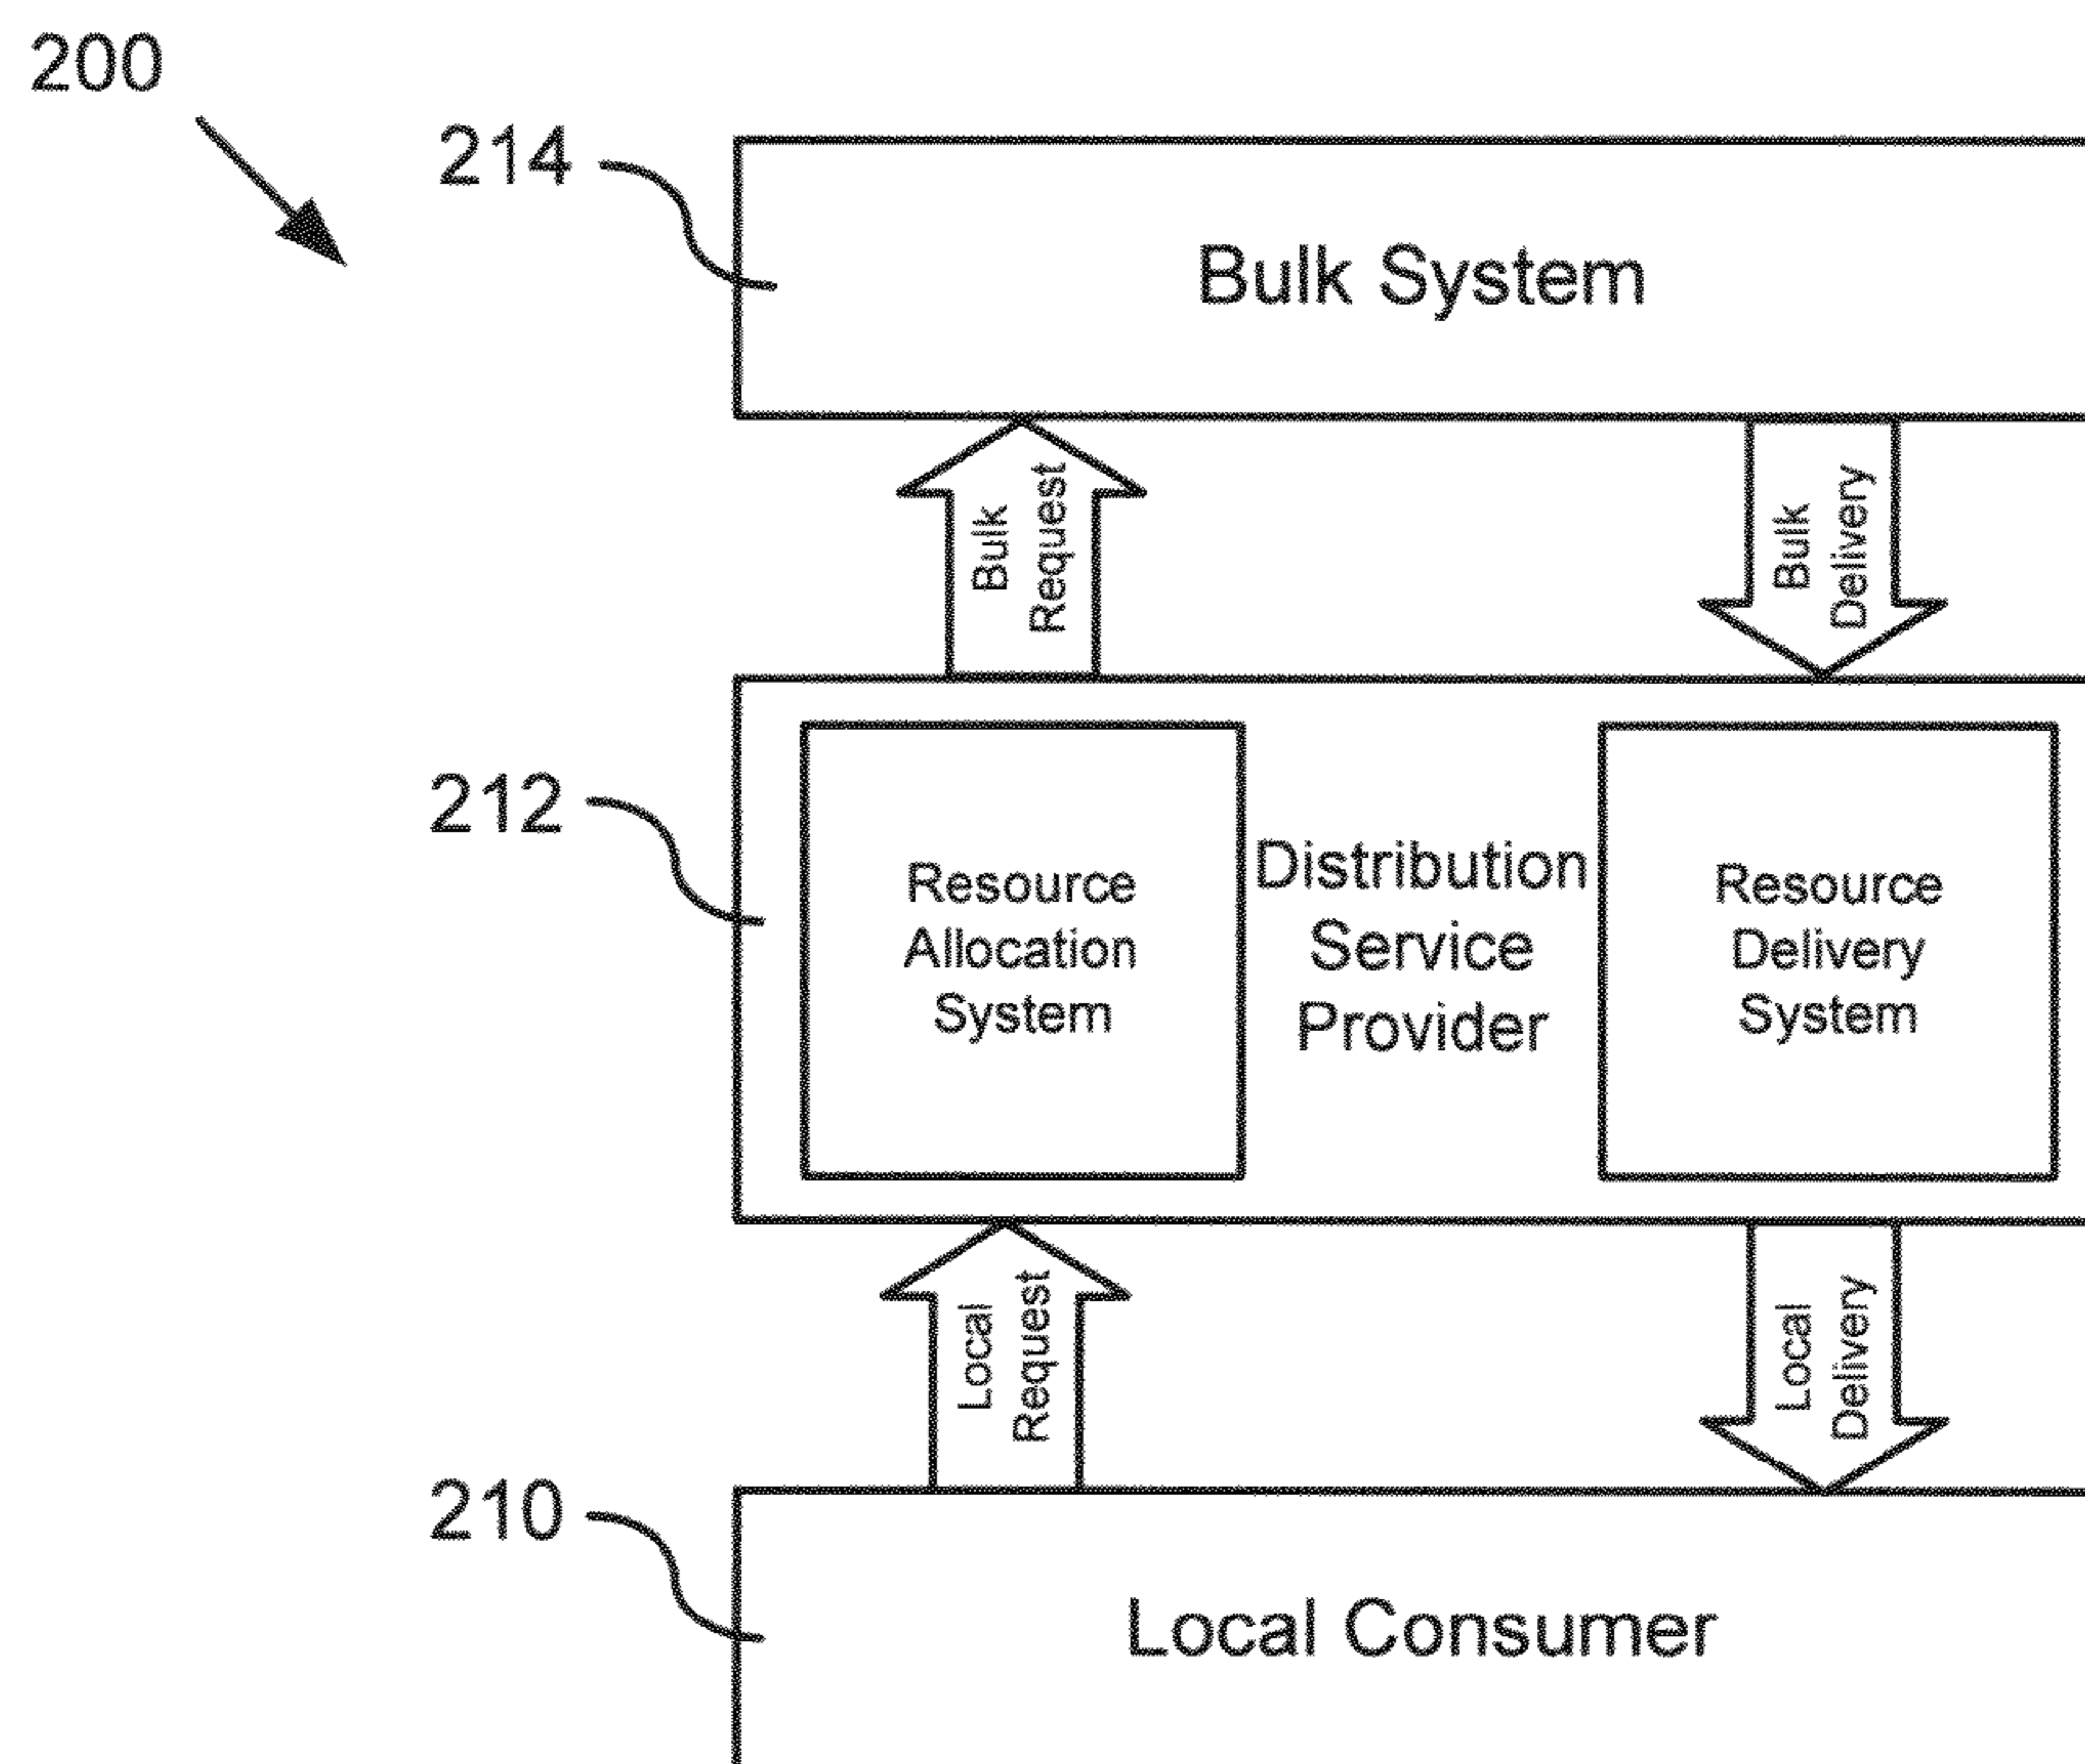 200
214
Bulk System
Bulk
Request
Bulk
Delivery
212
Resource
Allocation
System
Distribution
Service
Provider
Resource
Delivery
System
Local
Request
Local
Delivery
210
Local Consumer